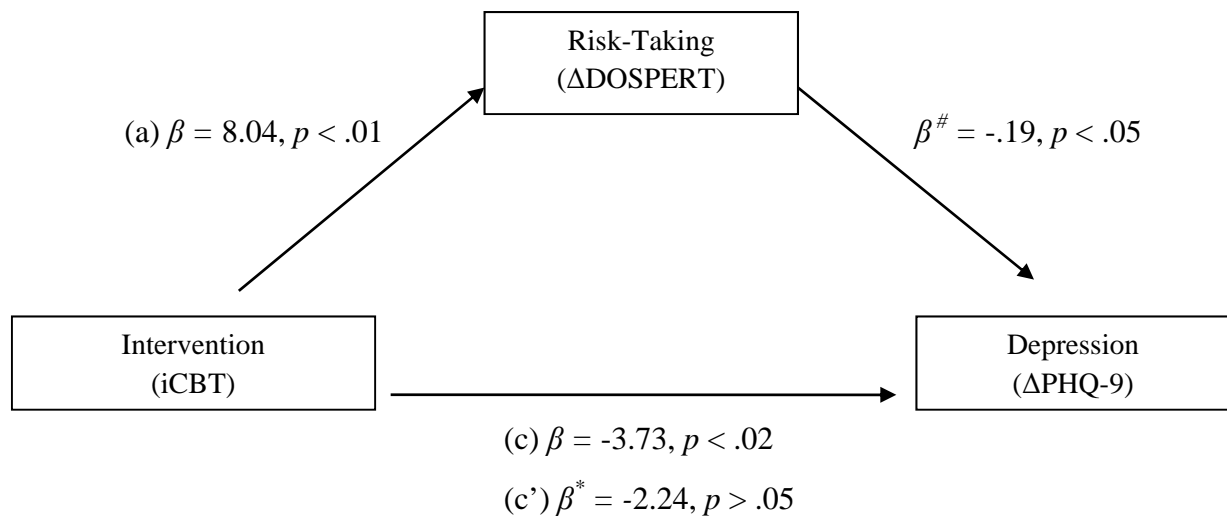 Risk-Taking
(ΔDOSPERT)
(a) β = 8.04, p < .01
β# = -.19, p < .05
Intervention
(iCBT)
Depression
(ΔPHQ-9)
(c) β = -3.73, p < .02
(c’) β* = -2.24, p > .05